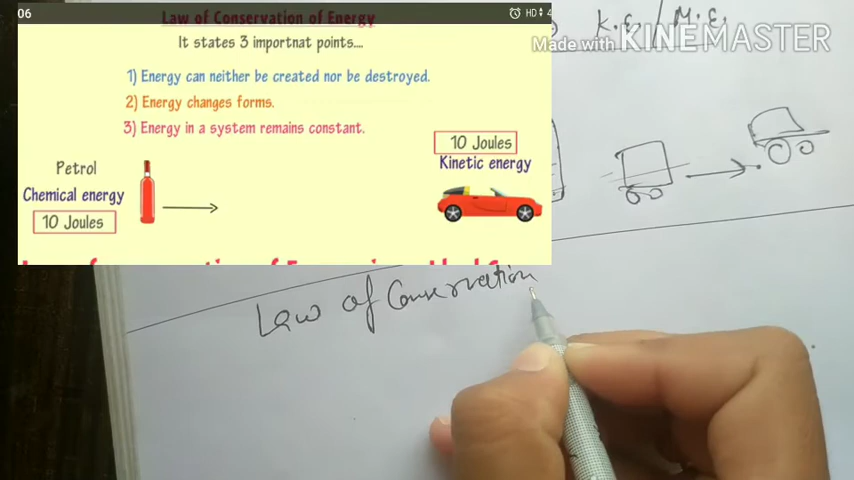 06
HD 4
Law of Conservation of Energy
It states 3 importnat points....
1) Energy can neither be created nor be destroyed.
2) Energy changes forms.
3) Energy in a system remains constant.
10 Joules
Kinetic energy
Petrol
Chemical energy
10 Joules
K.E. / M.E.
Made with KINEMASTER
Law of Conservation